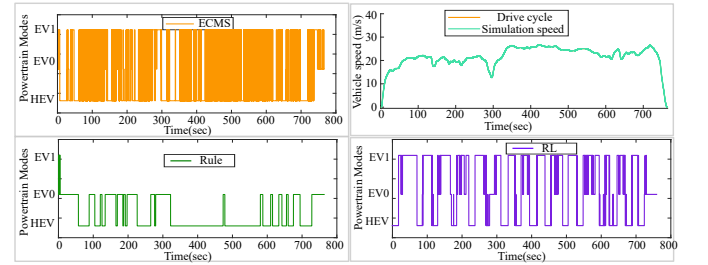 ECMS
Powertrain Modes
EV1
EV0
HEV
0 100 200 300 400 500 600 700 800
Time(sec)
Drive cycle
Simulation speed
Vehicle speed (m/s)
40
30
20
10
0
0 100 200 300 400 500 600 700 800
Time(sec)
Rule
Powertrain Modes
EV1
EV0
HEV
0 100 200 300 400 500 600 700 800
Time(sec)
RL
Powertrain Modes
EV1
EV0
HEV
0 100 200 300 400 500 600 700 800
Time(sec)